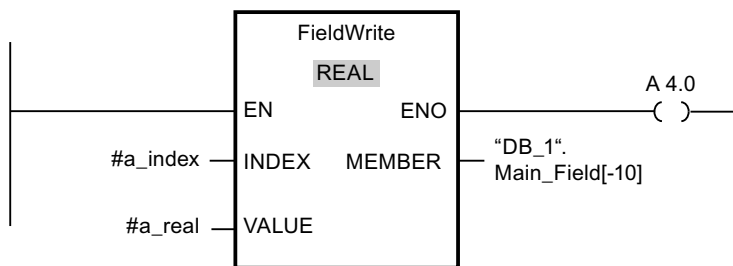 FieldWrite
REAL
A 4.0
EN ENO
#a_index INDEX MEMBER “DB_1“.
Main_Field[-10]
#a_real VALUE